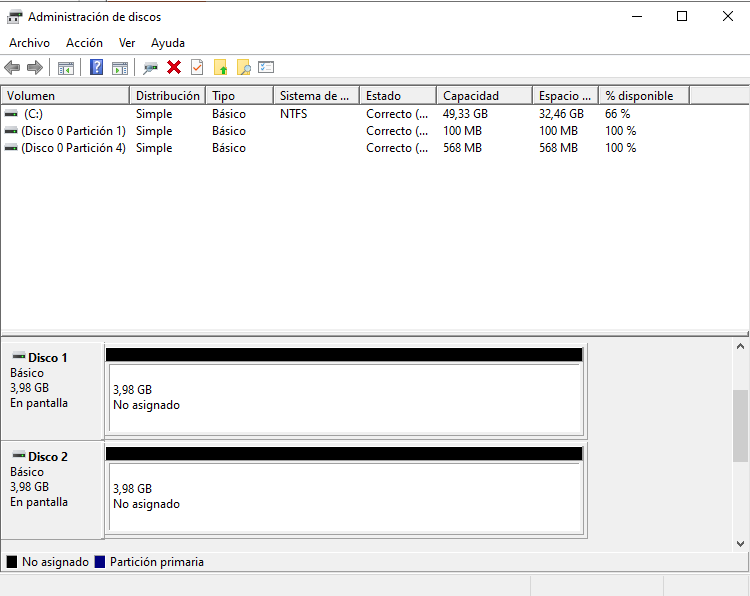 Administración de discos
Archivo Acción Ver Ayuda
Volumen Distribución Tipo Sistema de ... Estado Capacidad Espacio ... % disponible
(C:) Simple Básico NTFS Correcto (... 49,33 GB 32,46 GB 66 %
(Disco 0 Partición 1) Simple Básico Correcto (... 100 MB 100 MB 100 %
(Disco 0 Partición 4) Simple Básico Correcto (... 568 MB 568 MB 100 %
Disco 1
Básico
3,98 GB
En pantalla
3,98 GB
No asignado
Disco 2
Básico
3,98 GB
En pantalla
3,98 GB
No asignado
No asignado Partición primaria